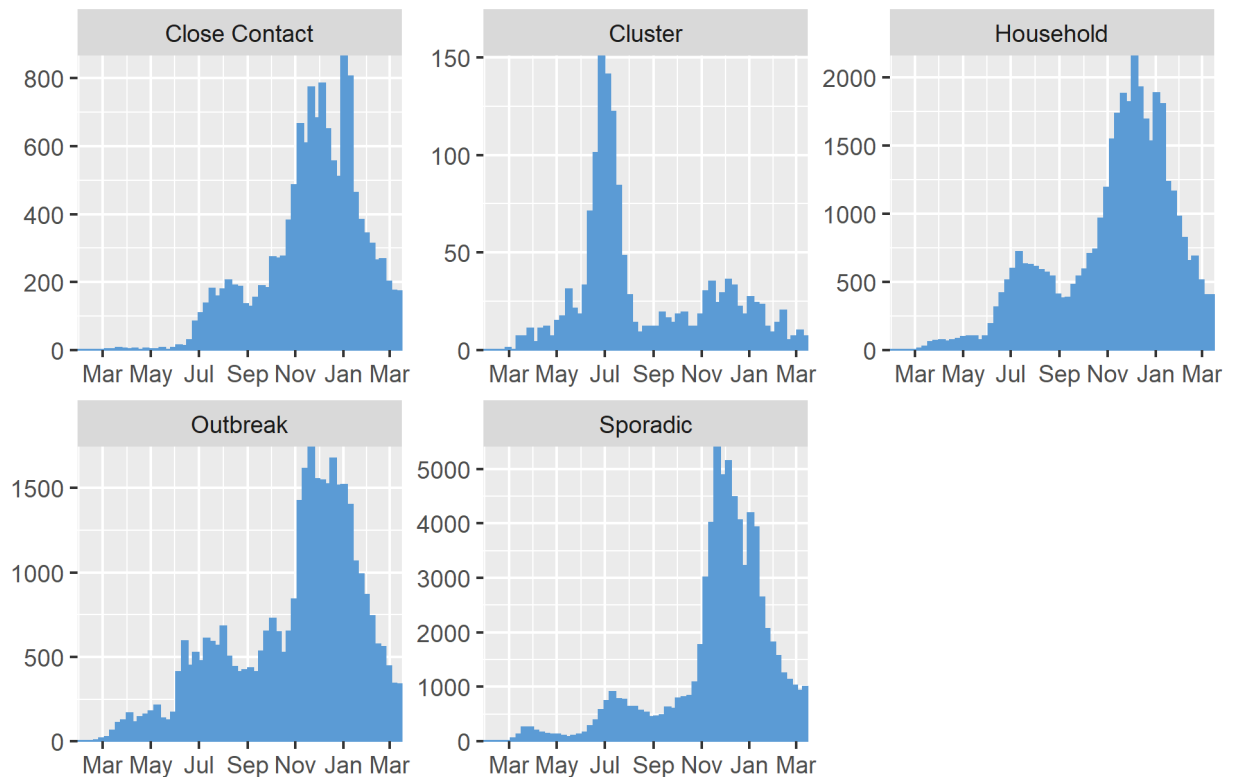 Close Contact
800
600
400
200
0
Mar May Jul Sep Nov Jan Mar
Cluster
150
100
50
0
Mar May Jul Sep Nov Jan Mar
Household
2000
1500
1000
500
0
Mar May Jul Sep Nov Jan Mar
Outbreak
1500
1000
500
0
Mar May Jul Sep Nov Jan Mar
Sporadic
5000
4000
3000
2000
1000
0
Mar May Jul Sep Nov Jan Mar